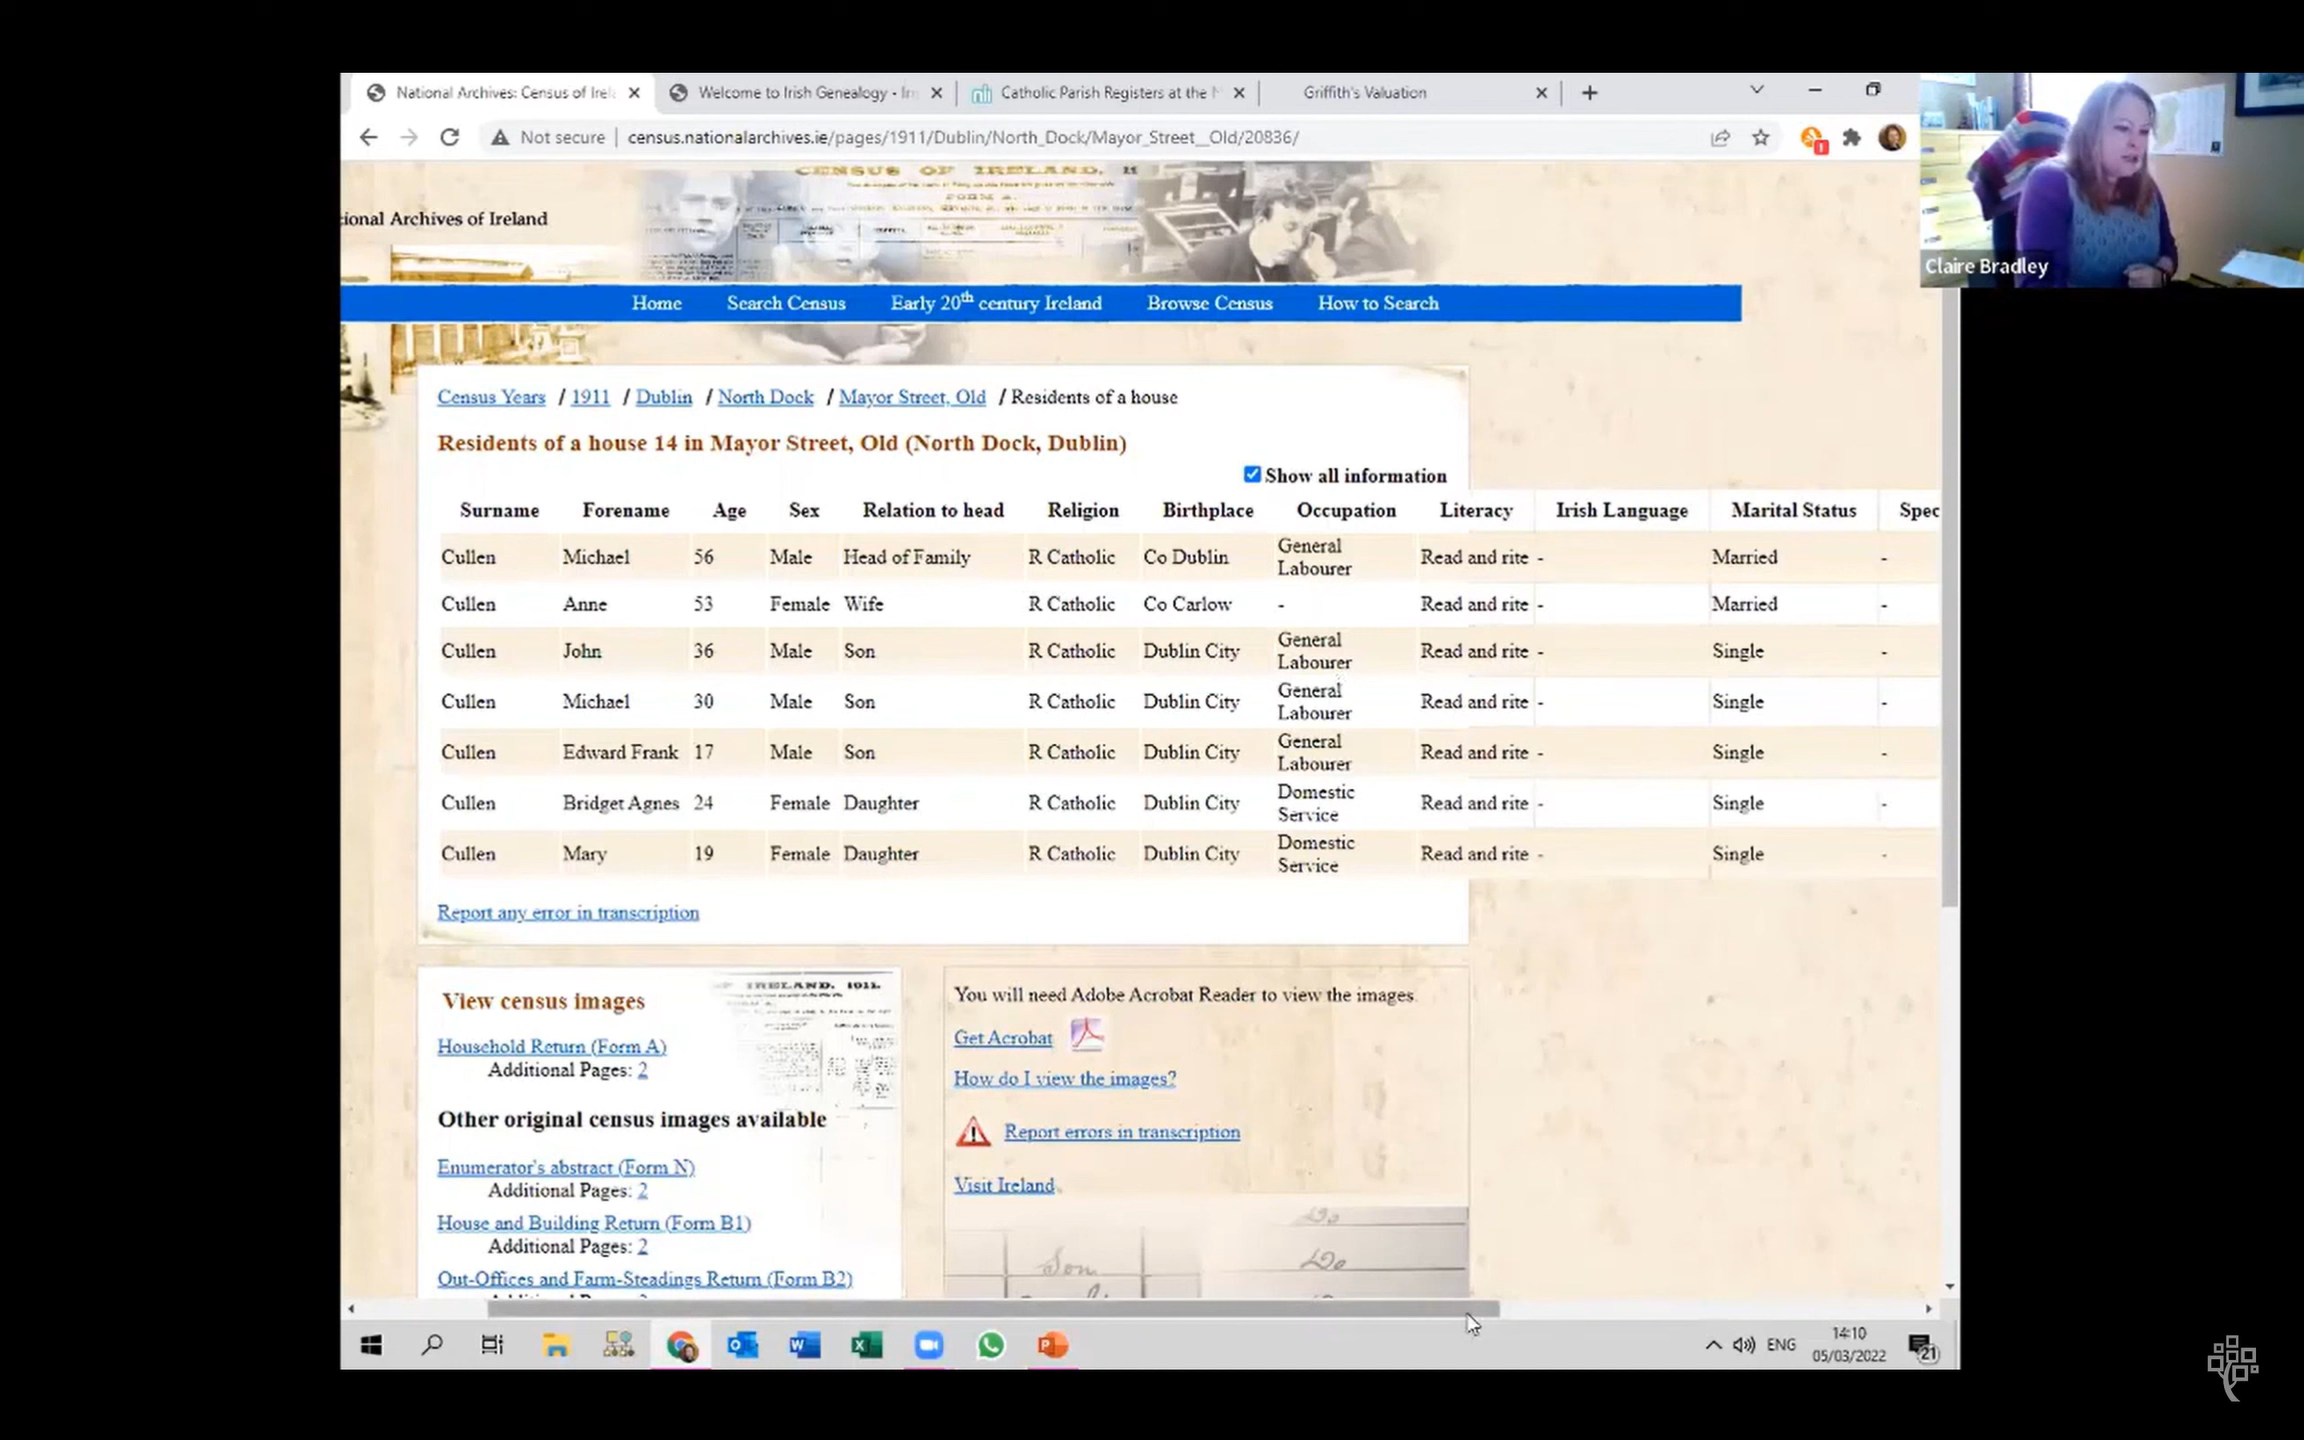 National Archives: Census of Irel
Welcome to Irish Genealogy - Iri
Catholic Parish Registers at the N
Griffith's Valuation
Not secure | census.nationalarchives.ie/pages/1911/Dublin/North_Dock/Mayor_Street__Old/20836/
CENSUS OF IRELAND, 1
FORM A.
ional Archives of Ireland
Claire Bradley
Home Search Census Early 20th century Ireland Browse Census How to Search
Census Years / 1911 / Dublin / North Dock / Mayor Street, Old / Residents of a house
Residents of a house 14 in Mayor Street, Old (North Dock, Dublin)
Show all information
Surname Forename Age Sex Relation to head Religion Birthplace Occupation Literacy Irish Language Marital Status Spec
Cullen Michael 56 Male Head of Family R Catholic Co Dublin General Labourer Read and rite - Married -
Cullen Anne 53 Female Wife R Catholic Co Carlow - Read and rite - Married -
Cullen John 36 Male Son R Catholic Dublin City General Labourer Read and rite - Single -
Cullen Michael 30 Male Son R Catholic Dublin City General Labourer Read and rite - Single -
Cullen Edward Frank 17 Male Son R Catholic Dublin City General Labourer Read and rite - Single -
Cullen Bridget Agnes 24 Female Daughter R Catholic Dublin City Domestic Service Read and rite - Single -
Cullen Mary 19 Female Daughter R Catholic Dublin City Domestic Service Read and rite - Single -
Report any error in transcription
View census images
IRELAND, 1911.
Household Return (Form A)
Additional Pages: 2
Other original census images available
Enumerator's abstract (Form N)
Additional Pages: 2
House and Building Return (Form B1)
Additional Pages: 2
Out-Offices and Farm-Steadings Return (Form B2)
You will need Adobe Acrobat Reader to view the images.
Get Acrobat
How do I view the images?
Report errors in transcription
Visit Ireland
Do
Son Do
ENG
14:10
05/03/2022
21